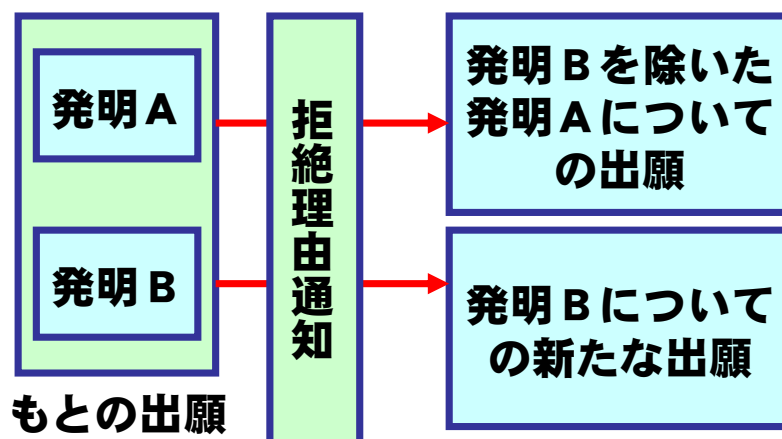 発明A
発明B
もとの出願
拒絶理由通知
発明Bを除いた
発明Aについて
の出願
発明Bについて
の新たな出願